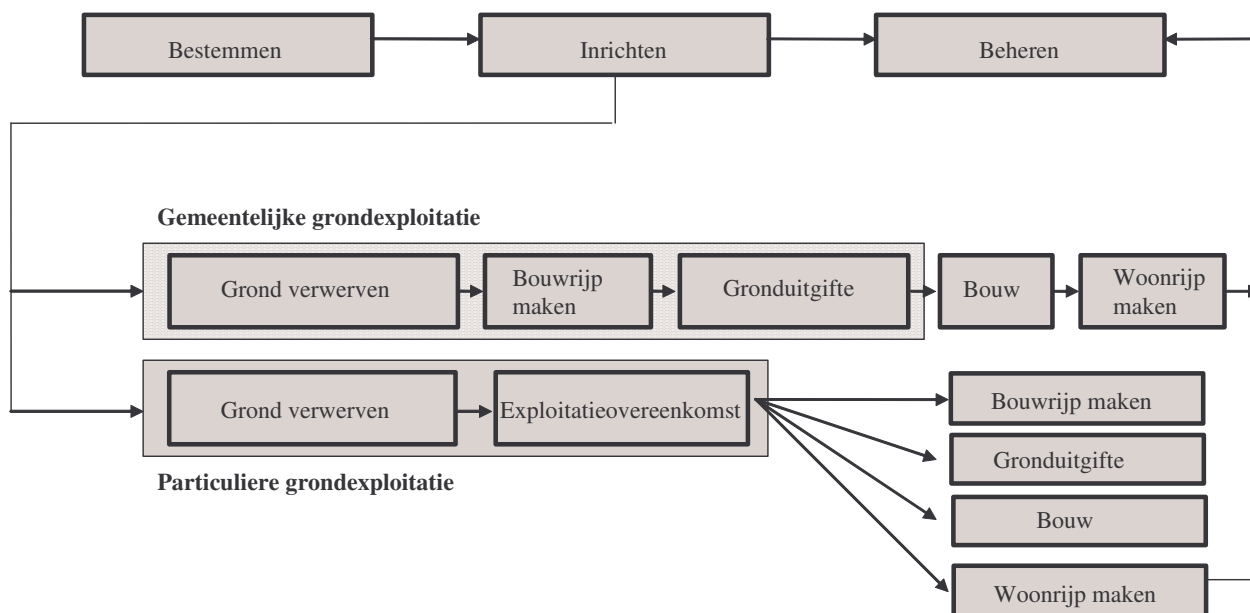 Bestemmen
Inrichten
Beheren
Gemeentelijke grondexploitatie
Grond verwerven
Bouwrijp
maken
Gronduitgifte
Bouw
Woonrijp
maken
Grond verwerven
Exploitatieovereenkomst
Particuliere grondexploitatie
Bouwrijp maken
Gronduitgifte
Bouw
Woonrijp maken